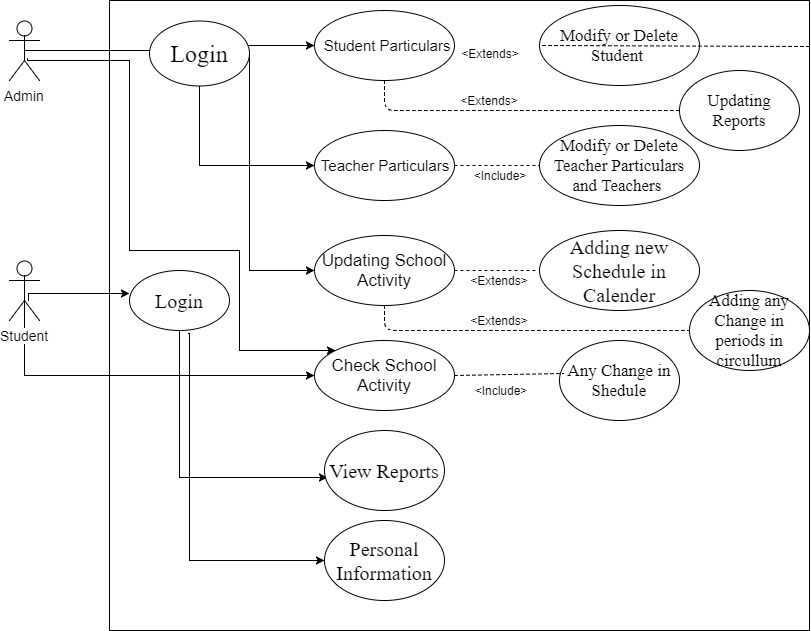 Admin
Login
Student Particulars
<Extends>
Modify or Delete
Student
<Extends>
Updating
Reports
Teacher Particulars
<Include>
Modify or Delete
Teacher Particulars
and Teachers
Updating School
Activity
<Extends>
Adding new
Schedule in
Calender
<Extends>
Adding any
Change in
periods in
circullum
Student
Login
Check School
Activity
<Include>
Any Change in
Shedule
View Reports
Personal
Information